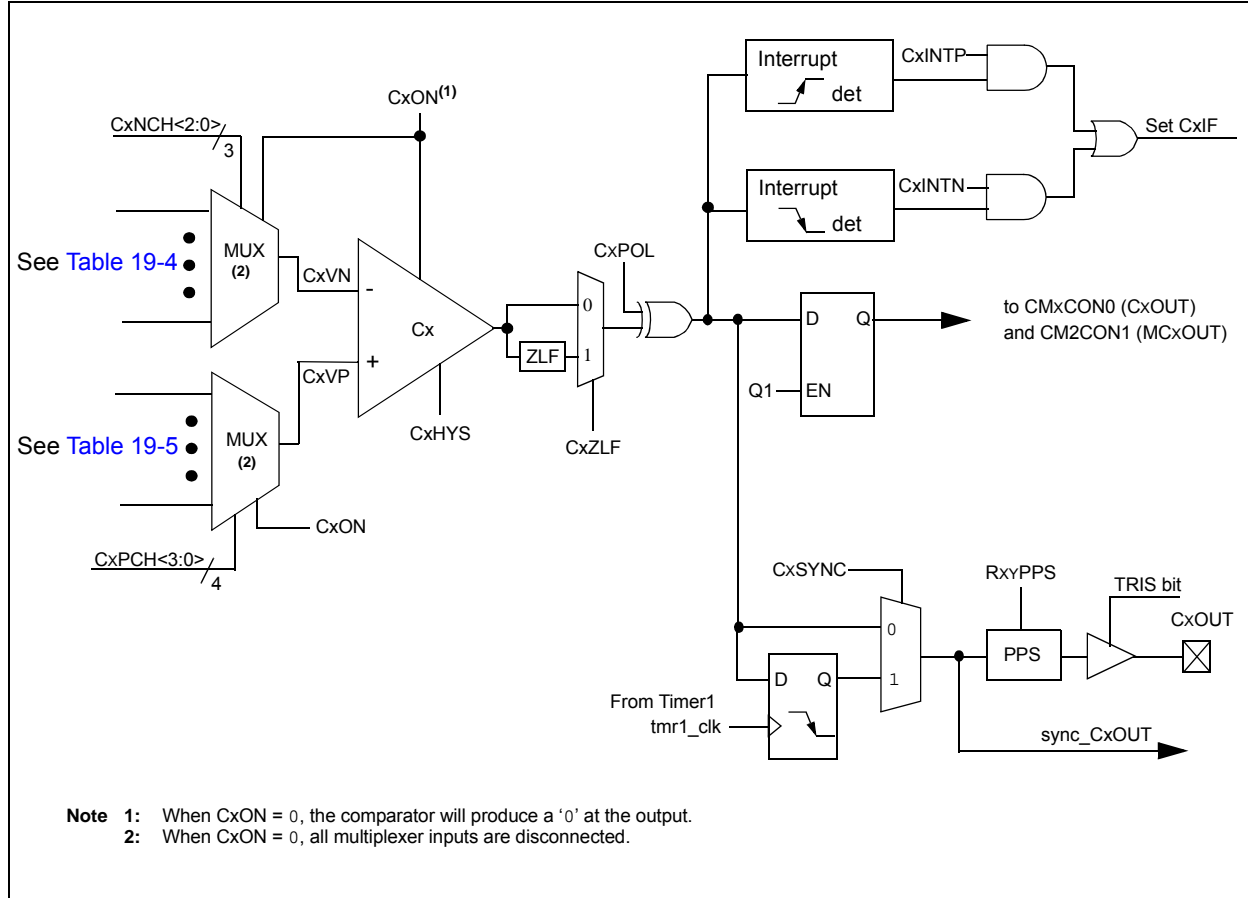 CxON(1)
CxNCH<2:0>
3
See Table 19-4
MUX
(2)
CxVN
-
Cx
+
CxVP
CxHYS
See Table 19-5
MUX
(2)
CxON
CxPCH<3:0>
4
0
ZLF
1
CxZLF
CxPOL
Interrupt
det
CxINTP
Interrupt
det
CxINTN
Set CxIF
D
Q
Q1
EN
to CMxCON0 (CxOUT)
and CM2CON1 (MCxOUT)
CxSYNC
0
1
D
Q
From Timer1
tmr1_clk
RxyPPS
PPS
TRIS bit
CxOUT
sync_CxOUT
Note 1: When CxON = 0, the comparator will produce a ‘0’ at the output.
2: When CxON = 0, all multiplexer inputs are disconnected.